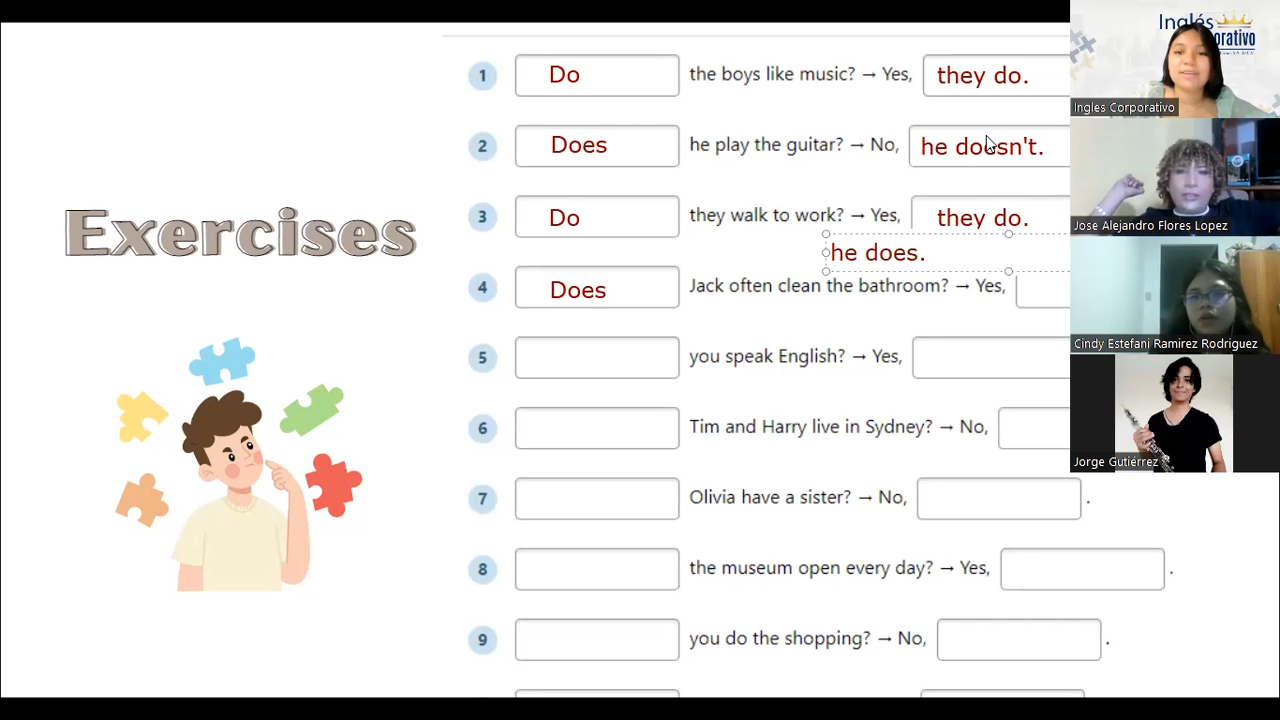 Exercises
1 Do the boys like music? → Yes, they do.
2 Does he play the guitar? → No, he doesn't.
3 Do they walk to work? → Yes, they do.
he does.
4 Does Jack often clean the bathroom? → Yes,
5 you speak English? → Yes,
6 Tim and Harry live in Sydney? → No,
7 Olivia have a sister? → No, .
8 the museum open every day? → Yes, .
9 you do the shopping? → No, .
Inglés
Ingles Corporativo
Jose Alejandro Flores Lopez
Cindy Estefani Ramirez Rodriguez
Jorge Gutiérrez